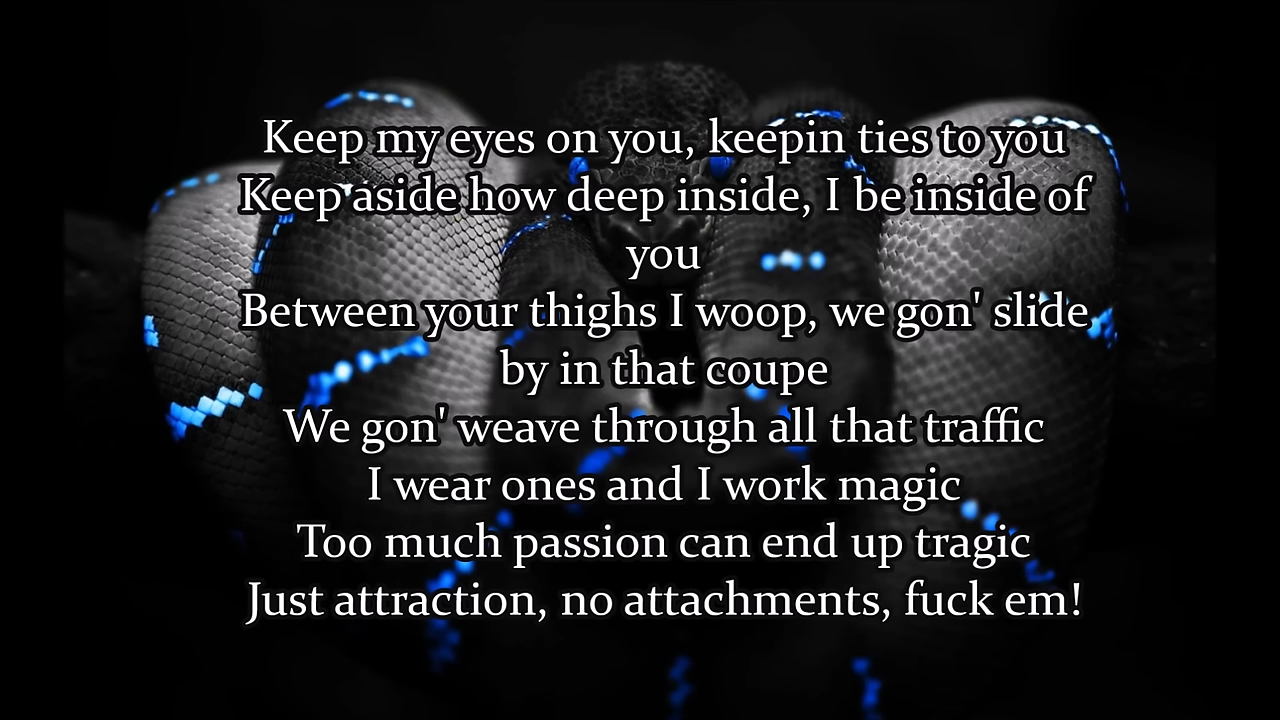 Keep my eyes on you, keepin ties to you
Keep aside how deep inside, I be inside of
you
Between your thighs I woop, we gon' slide
by in that coupe
We gon' weave through all that traffic
I wear ones and I work magic
Too much passion can end up tragic
Just attraction, no attachments, fuck em!